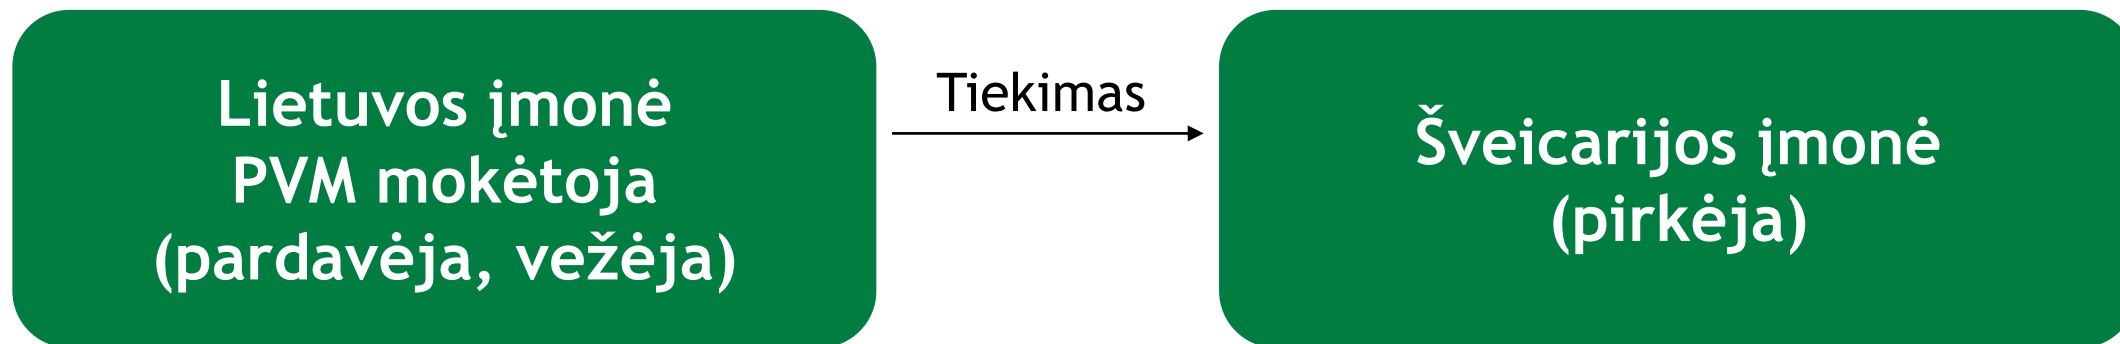 Lietuvos įmonė
PVM mokėtoja
(pardavėja, vežėja)
Tiekimas
Šveicarijos įmonė
(pirkėja)